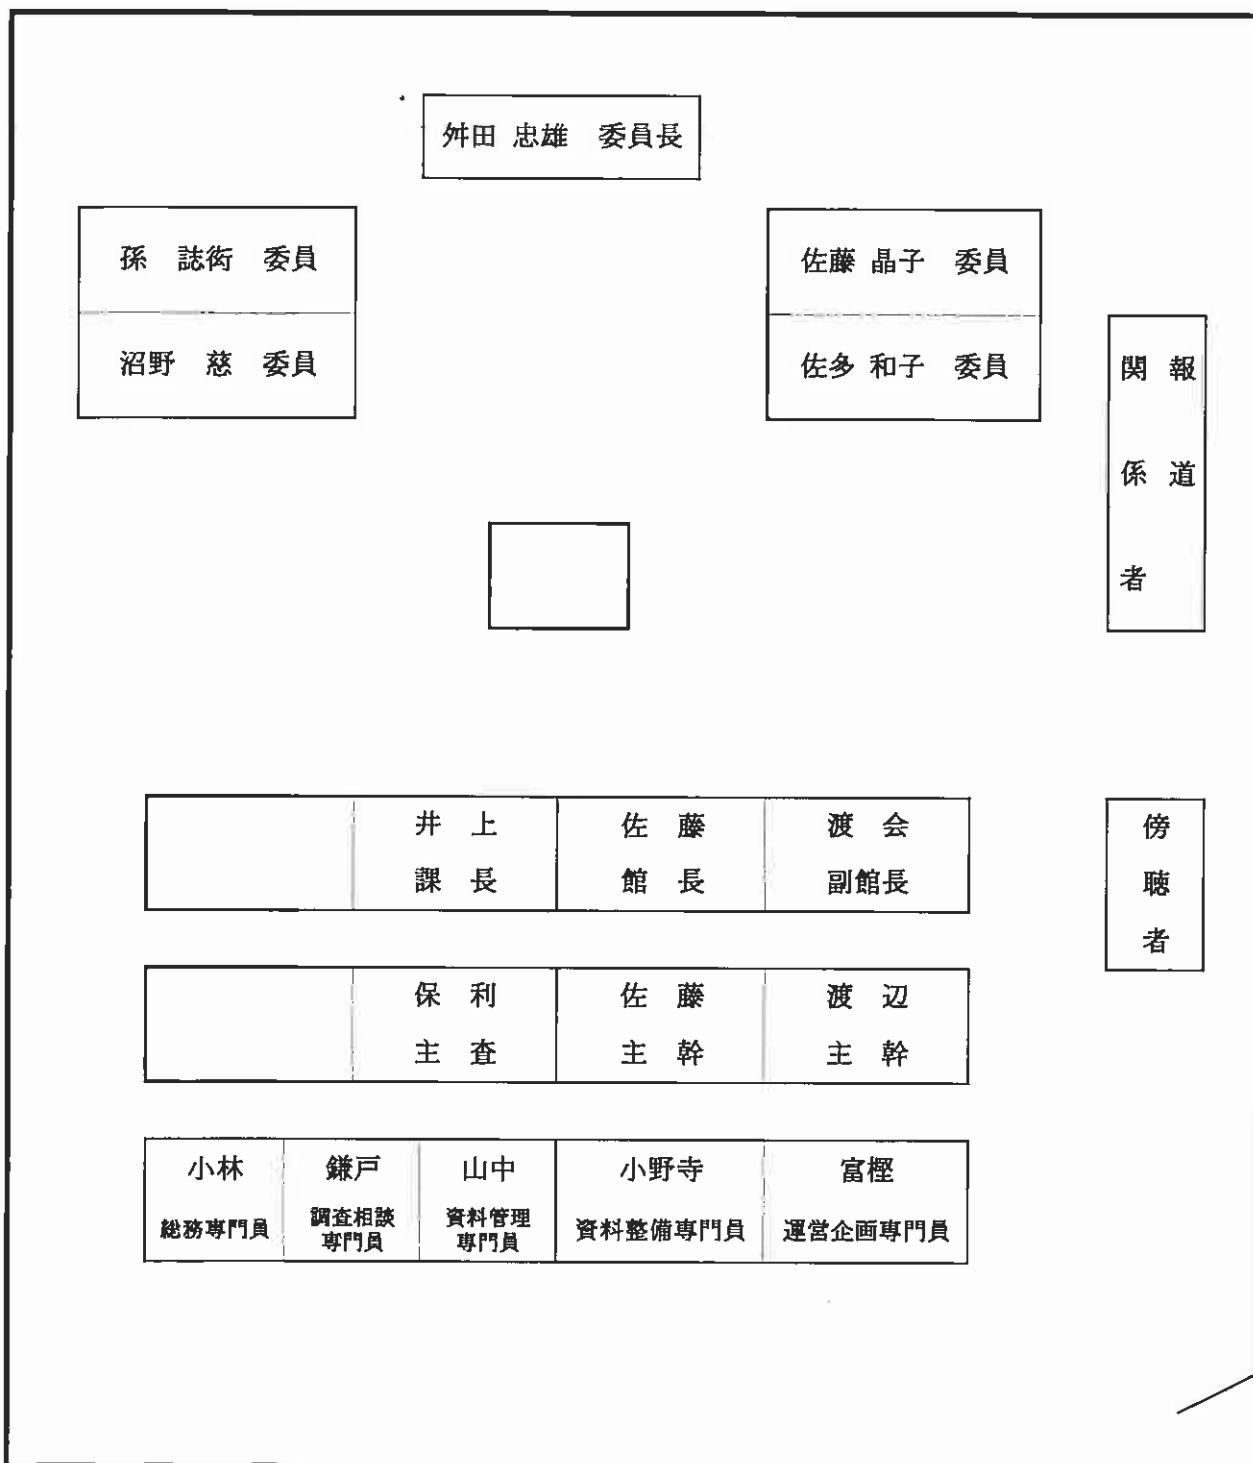 舛田 忠雄 委員長
孫 誌衒 委員
沼野 慈 委員
佐藤 晶子 委員
佐多 和子 委員
報道
関係者
井上
課長
佐藤
館長
渡会
副館長
傍聴者
保利
主査
佐藤
主幹
渡辺
主幹
小林
総務専門員
鎌戸
調査相談
専門員
山中
資料管理
専門員
小野寺
資料整備専門員
富樫
運営企画専門員